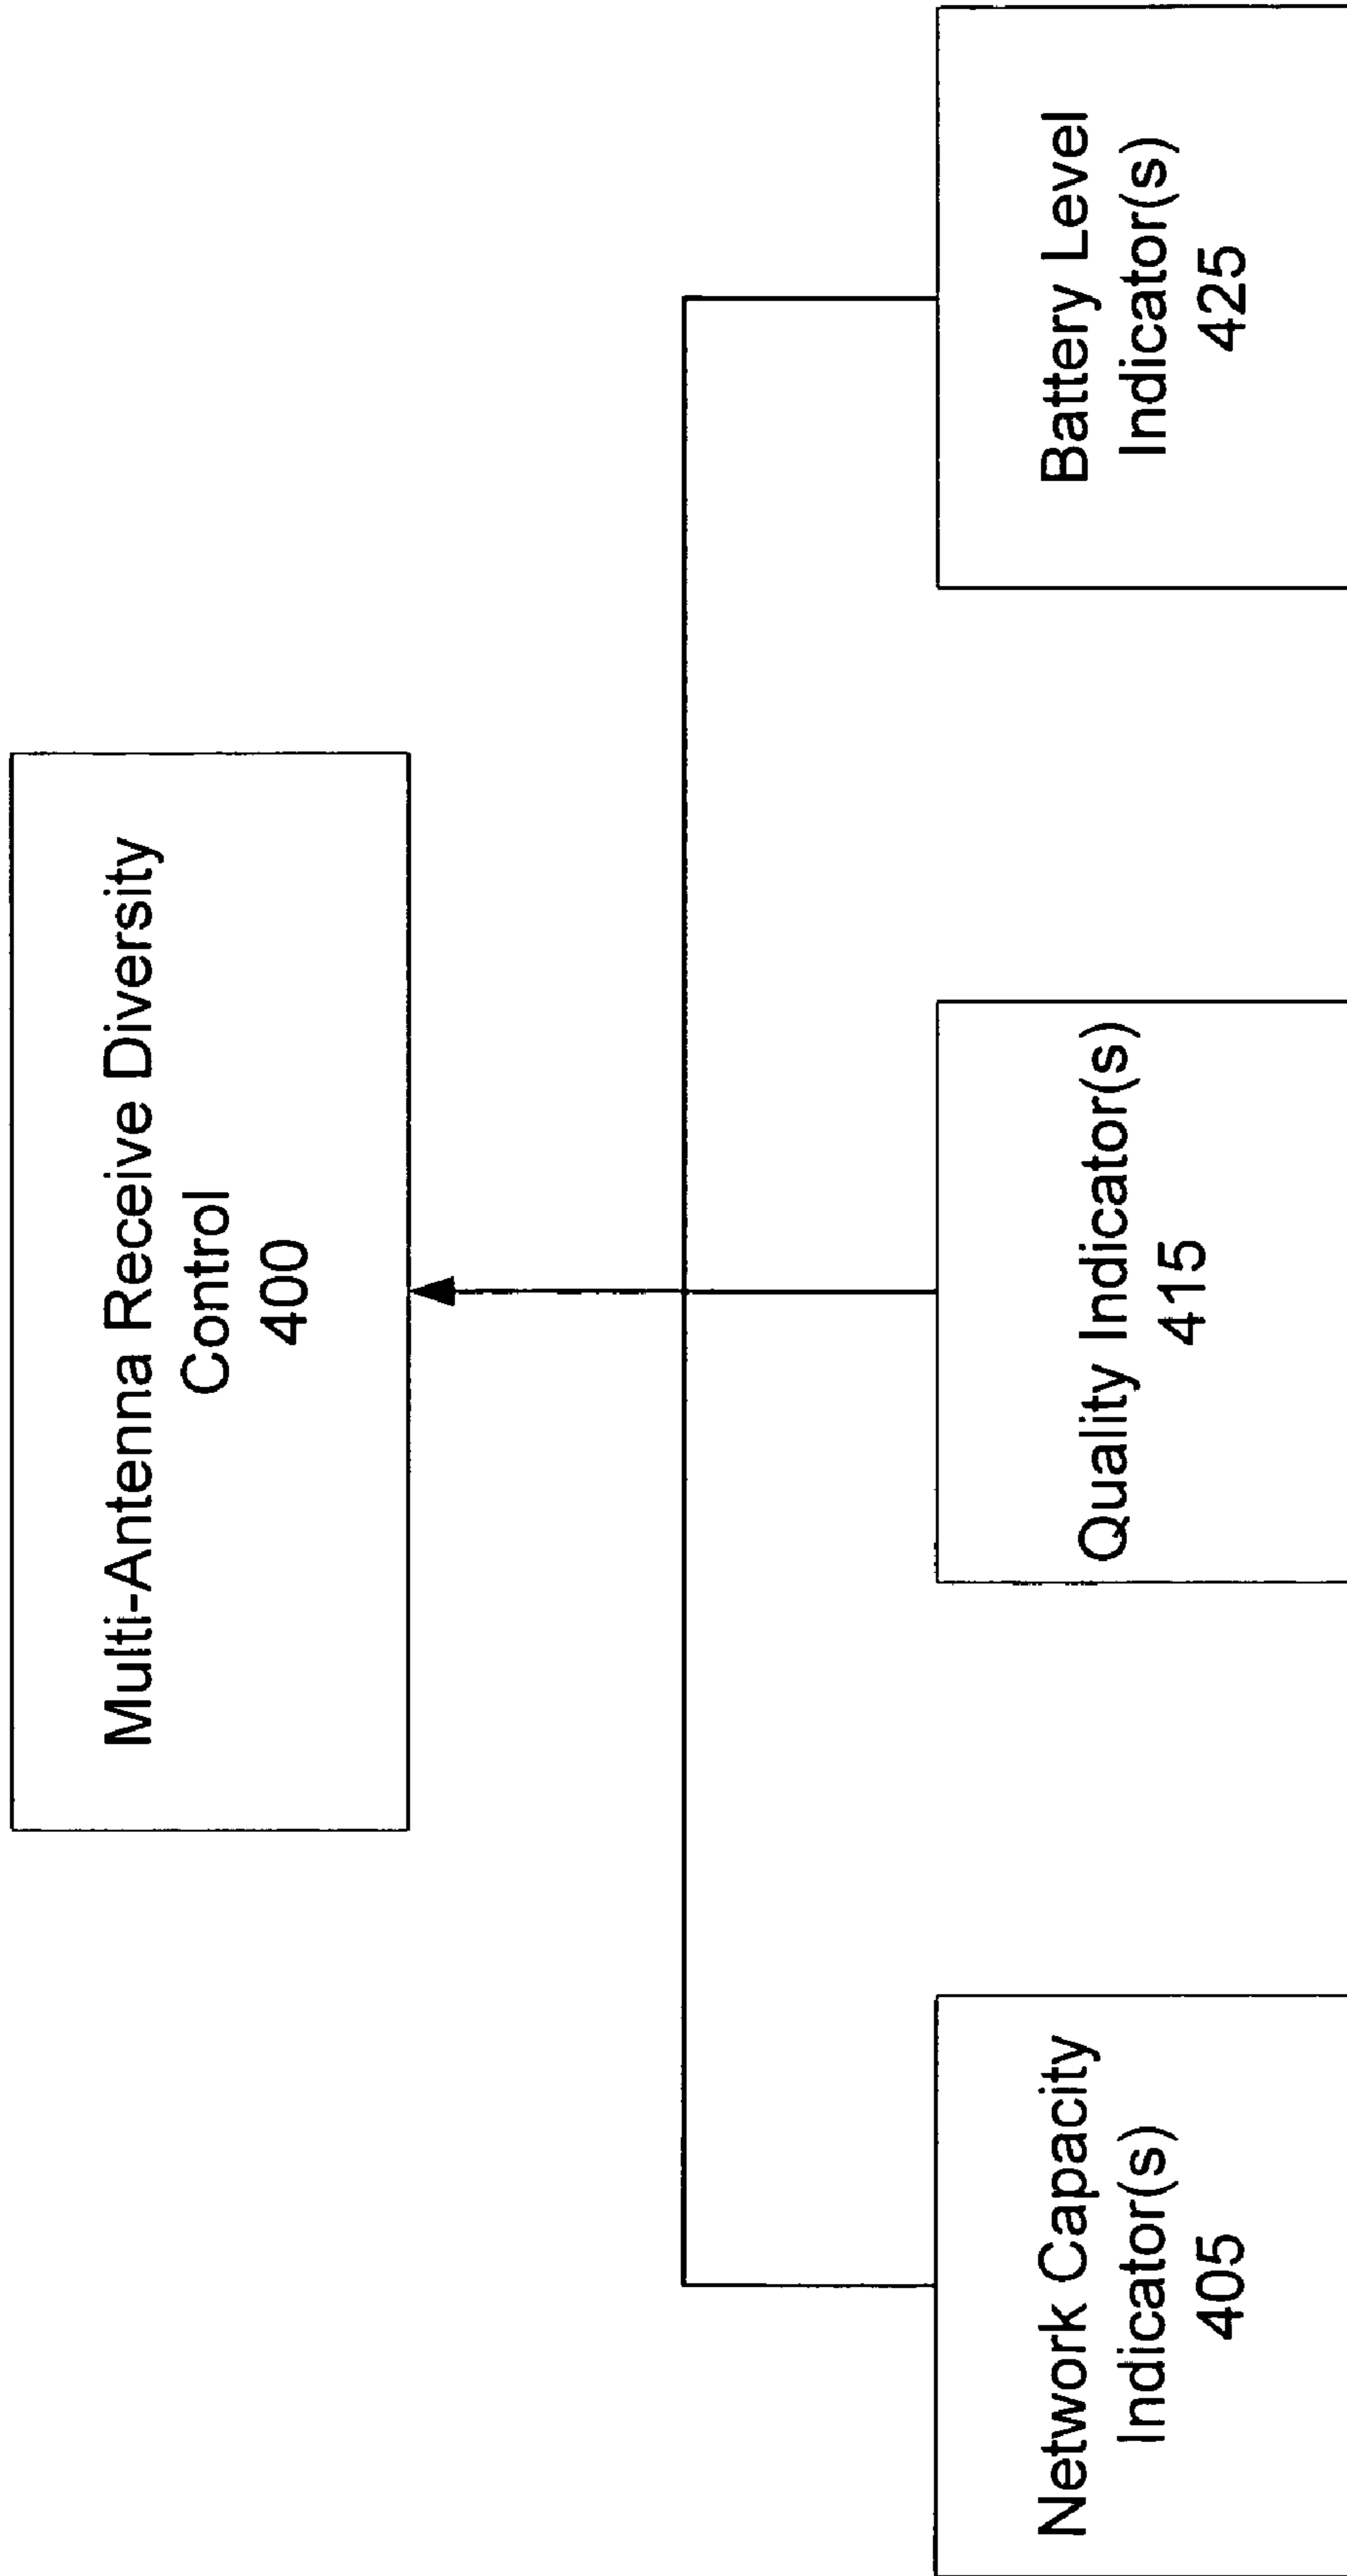 Multi-Antenna Receive Diversity
Control
400
Network Capacity
Indicator(s)
405
Quality Indicator(s)
415
Battery Level
Indicator(s)
425